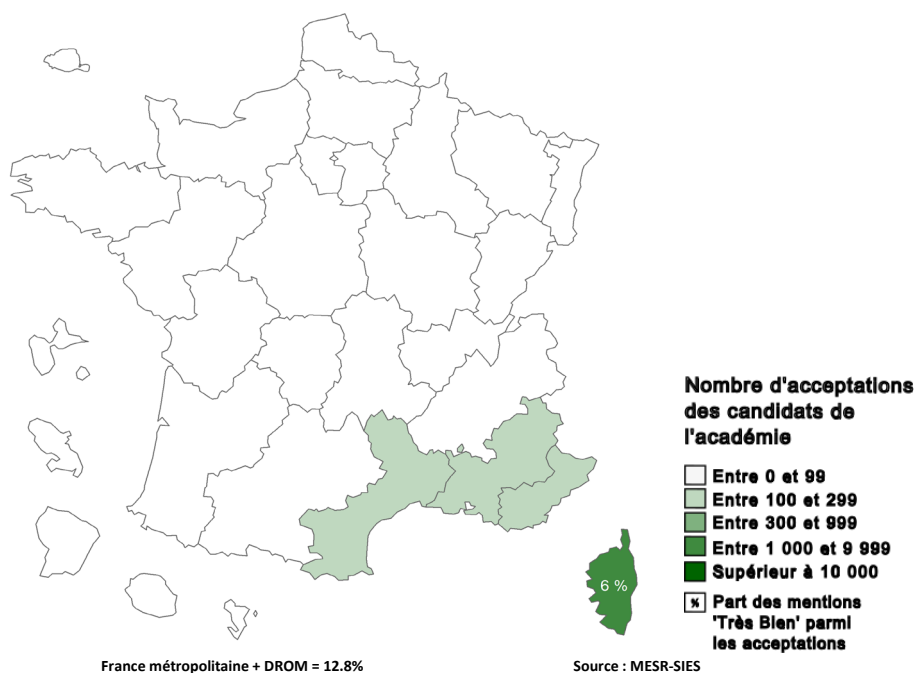 Nombre d'acceptations
des candidats de
l'académie
Entre 0 et 99
Entre 100 et 299
Entre 300 et 999
Entre 1 000 et 9 999
6 %
Supérieur à 10 000
% Part des mentions
'Très Bien' parmi
les acceptations
France métropolitaine + DROM = 12.8%
Source : MESR-SIES